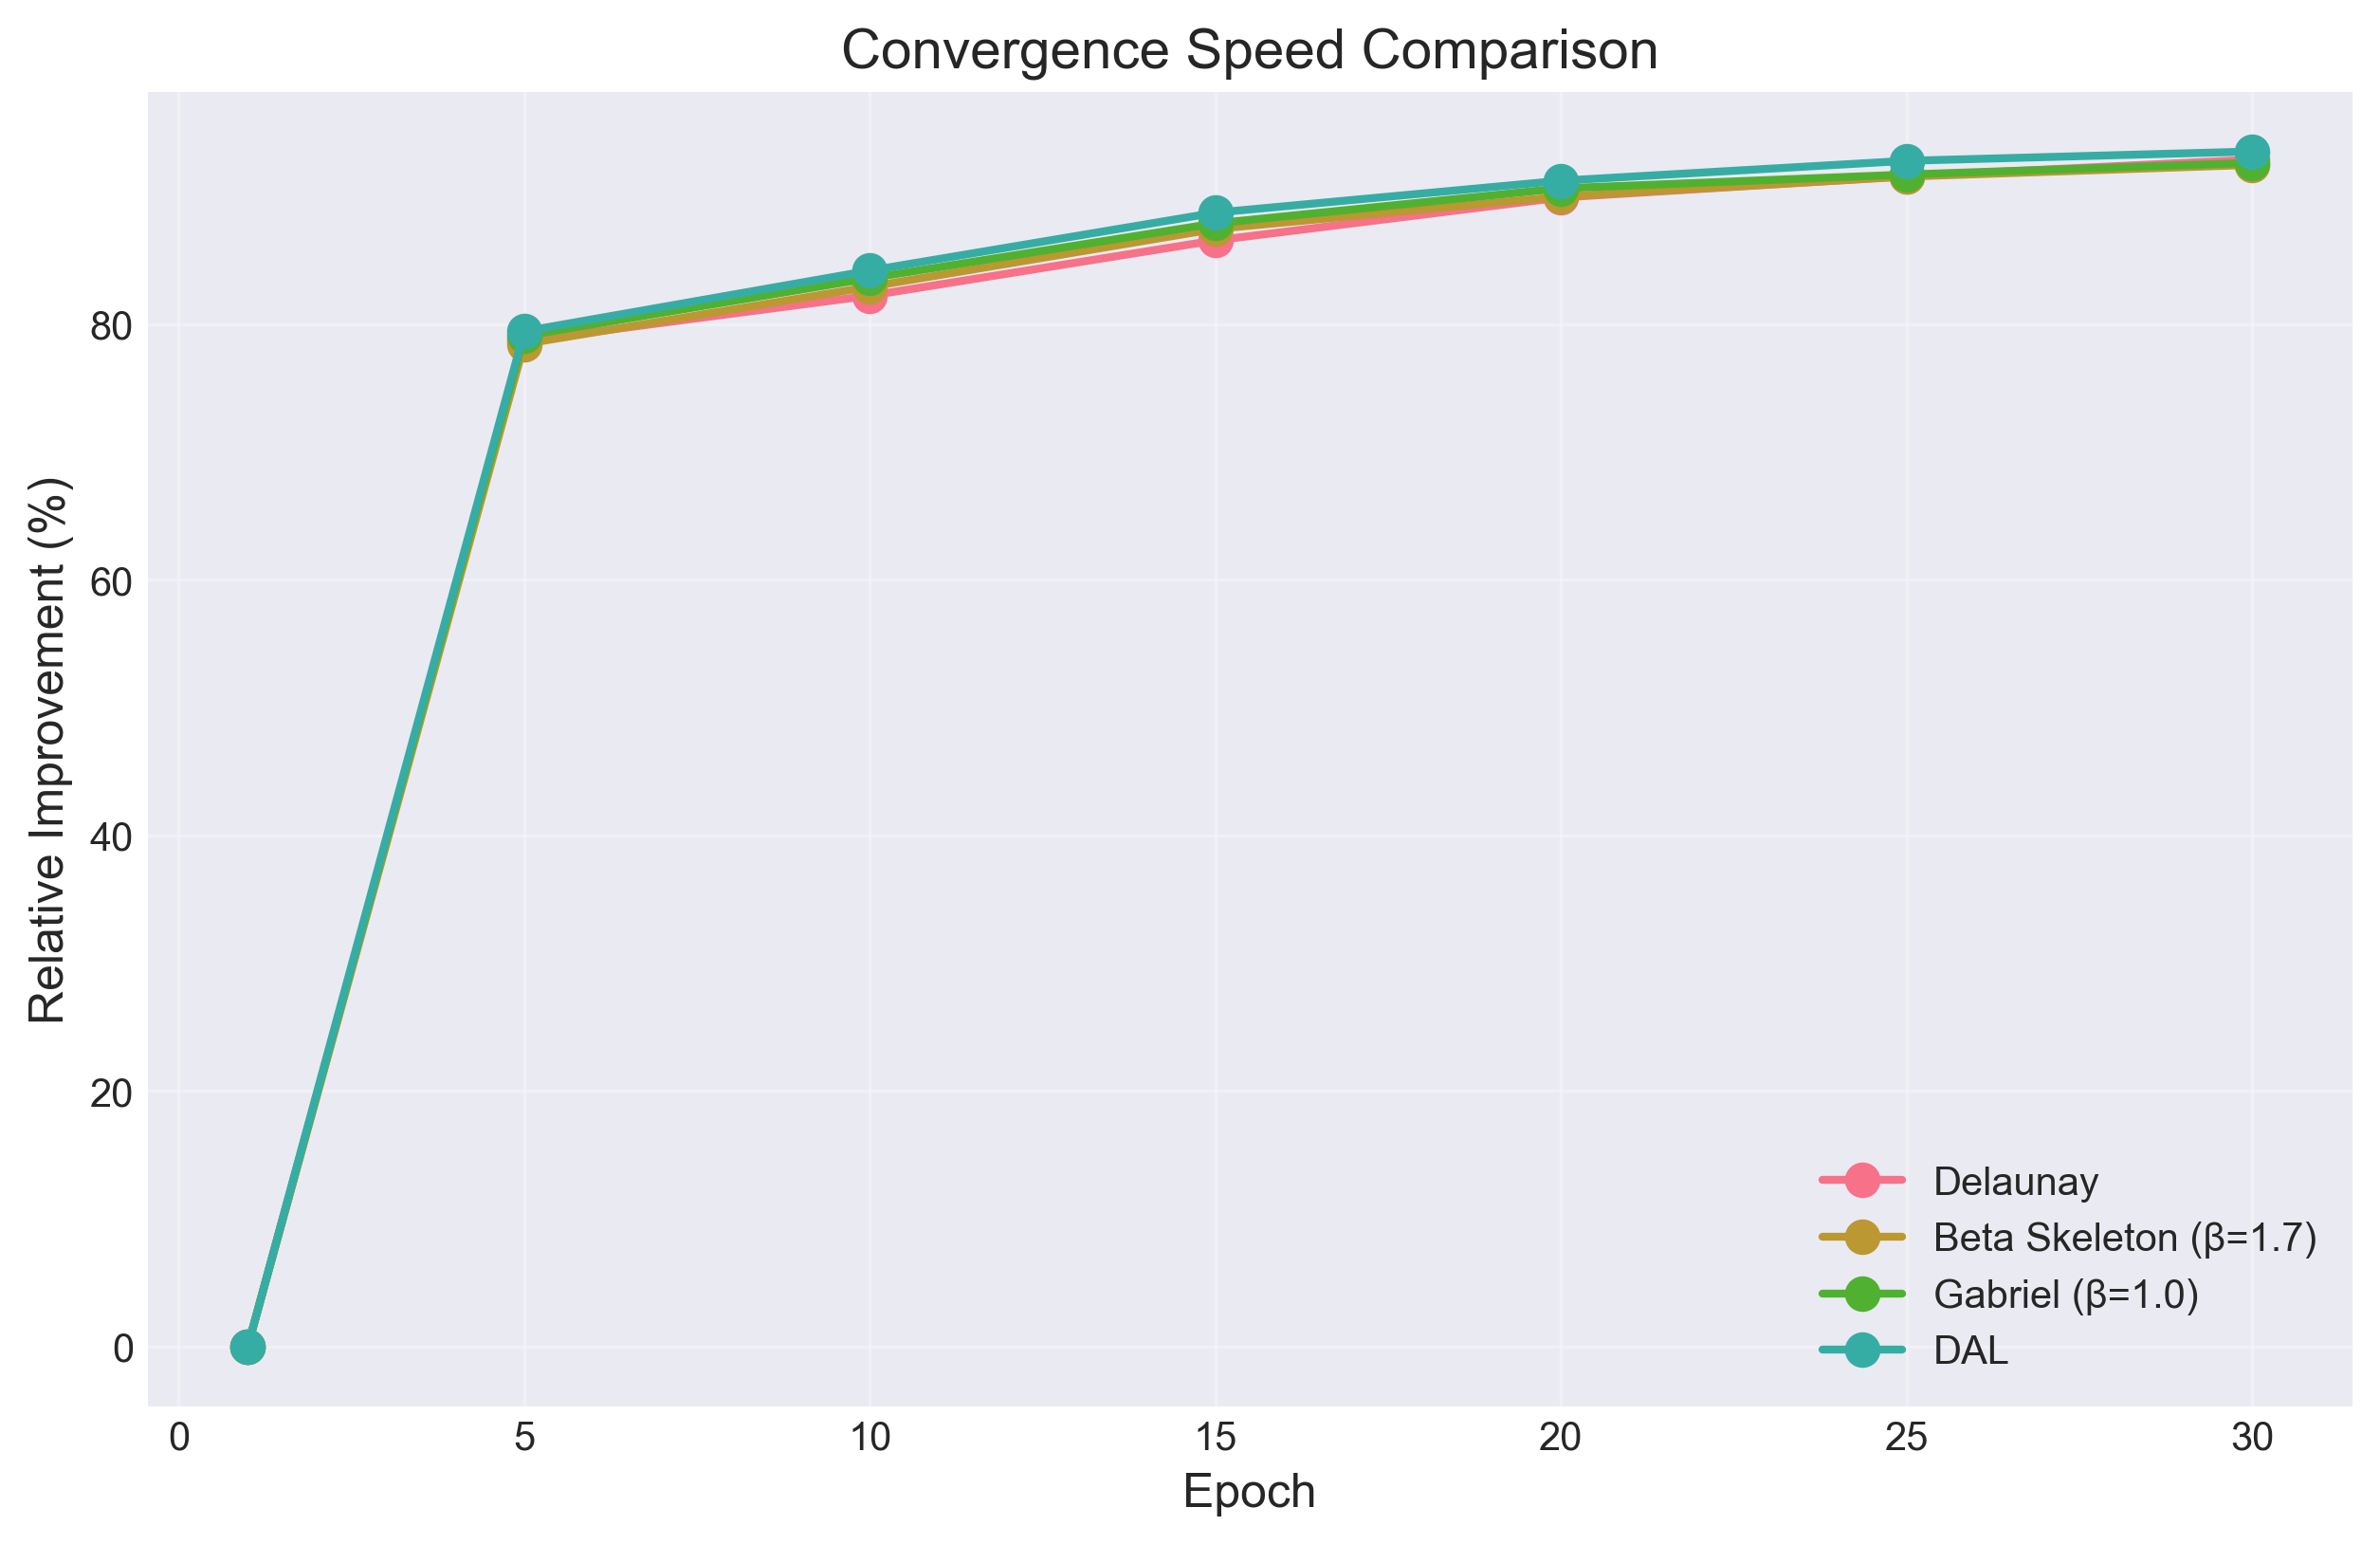 Convergence Speed Comparison
Relative Improvement (%)
80
60
40
20
0
0 5 10 15 20 25 30
Epoch
Delaunay
Beta Skeleton (β=1.7)
Gabriel (β=1.0)
DAL